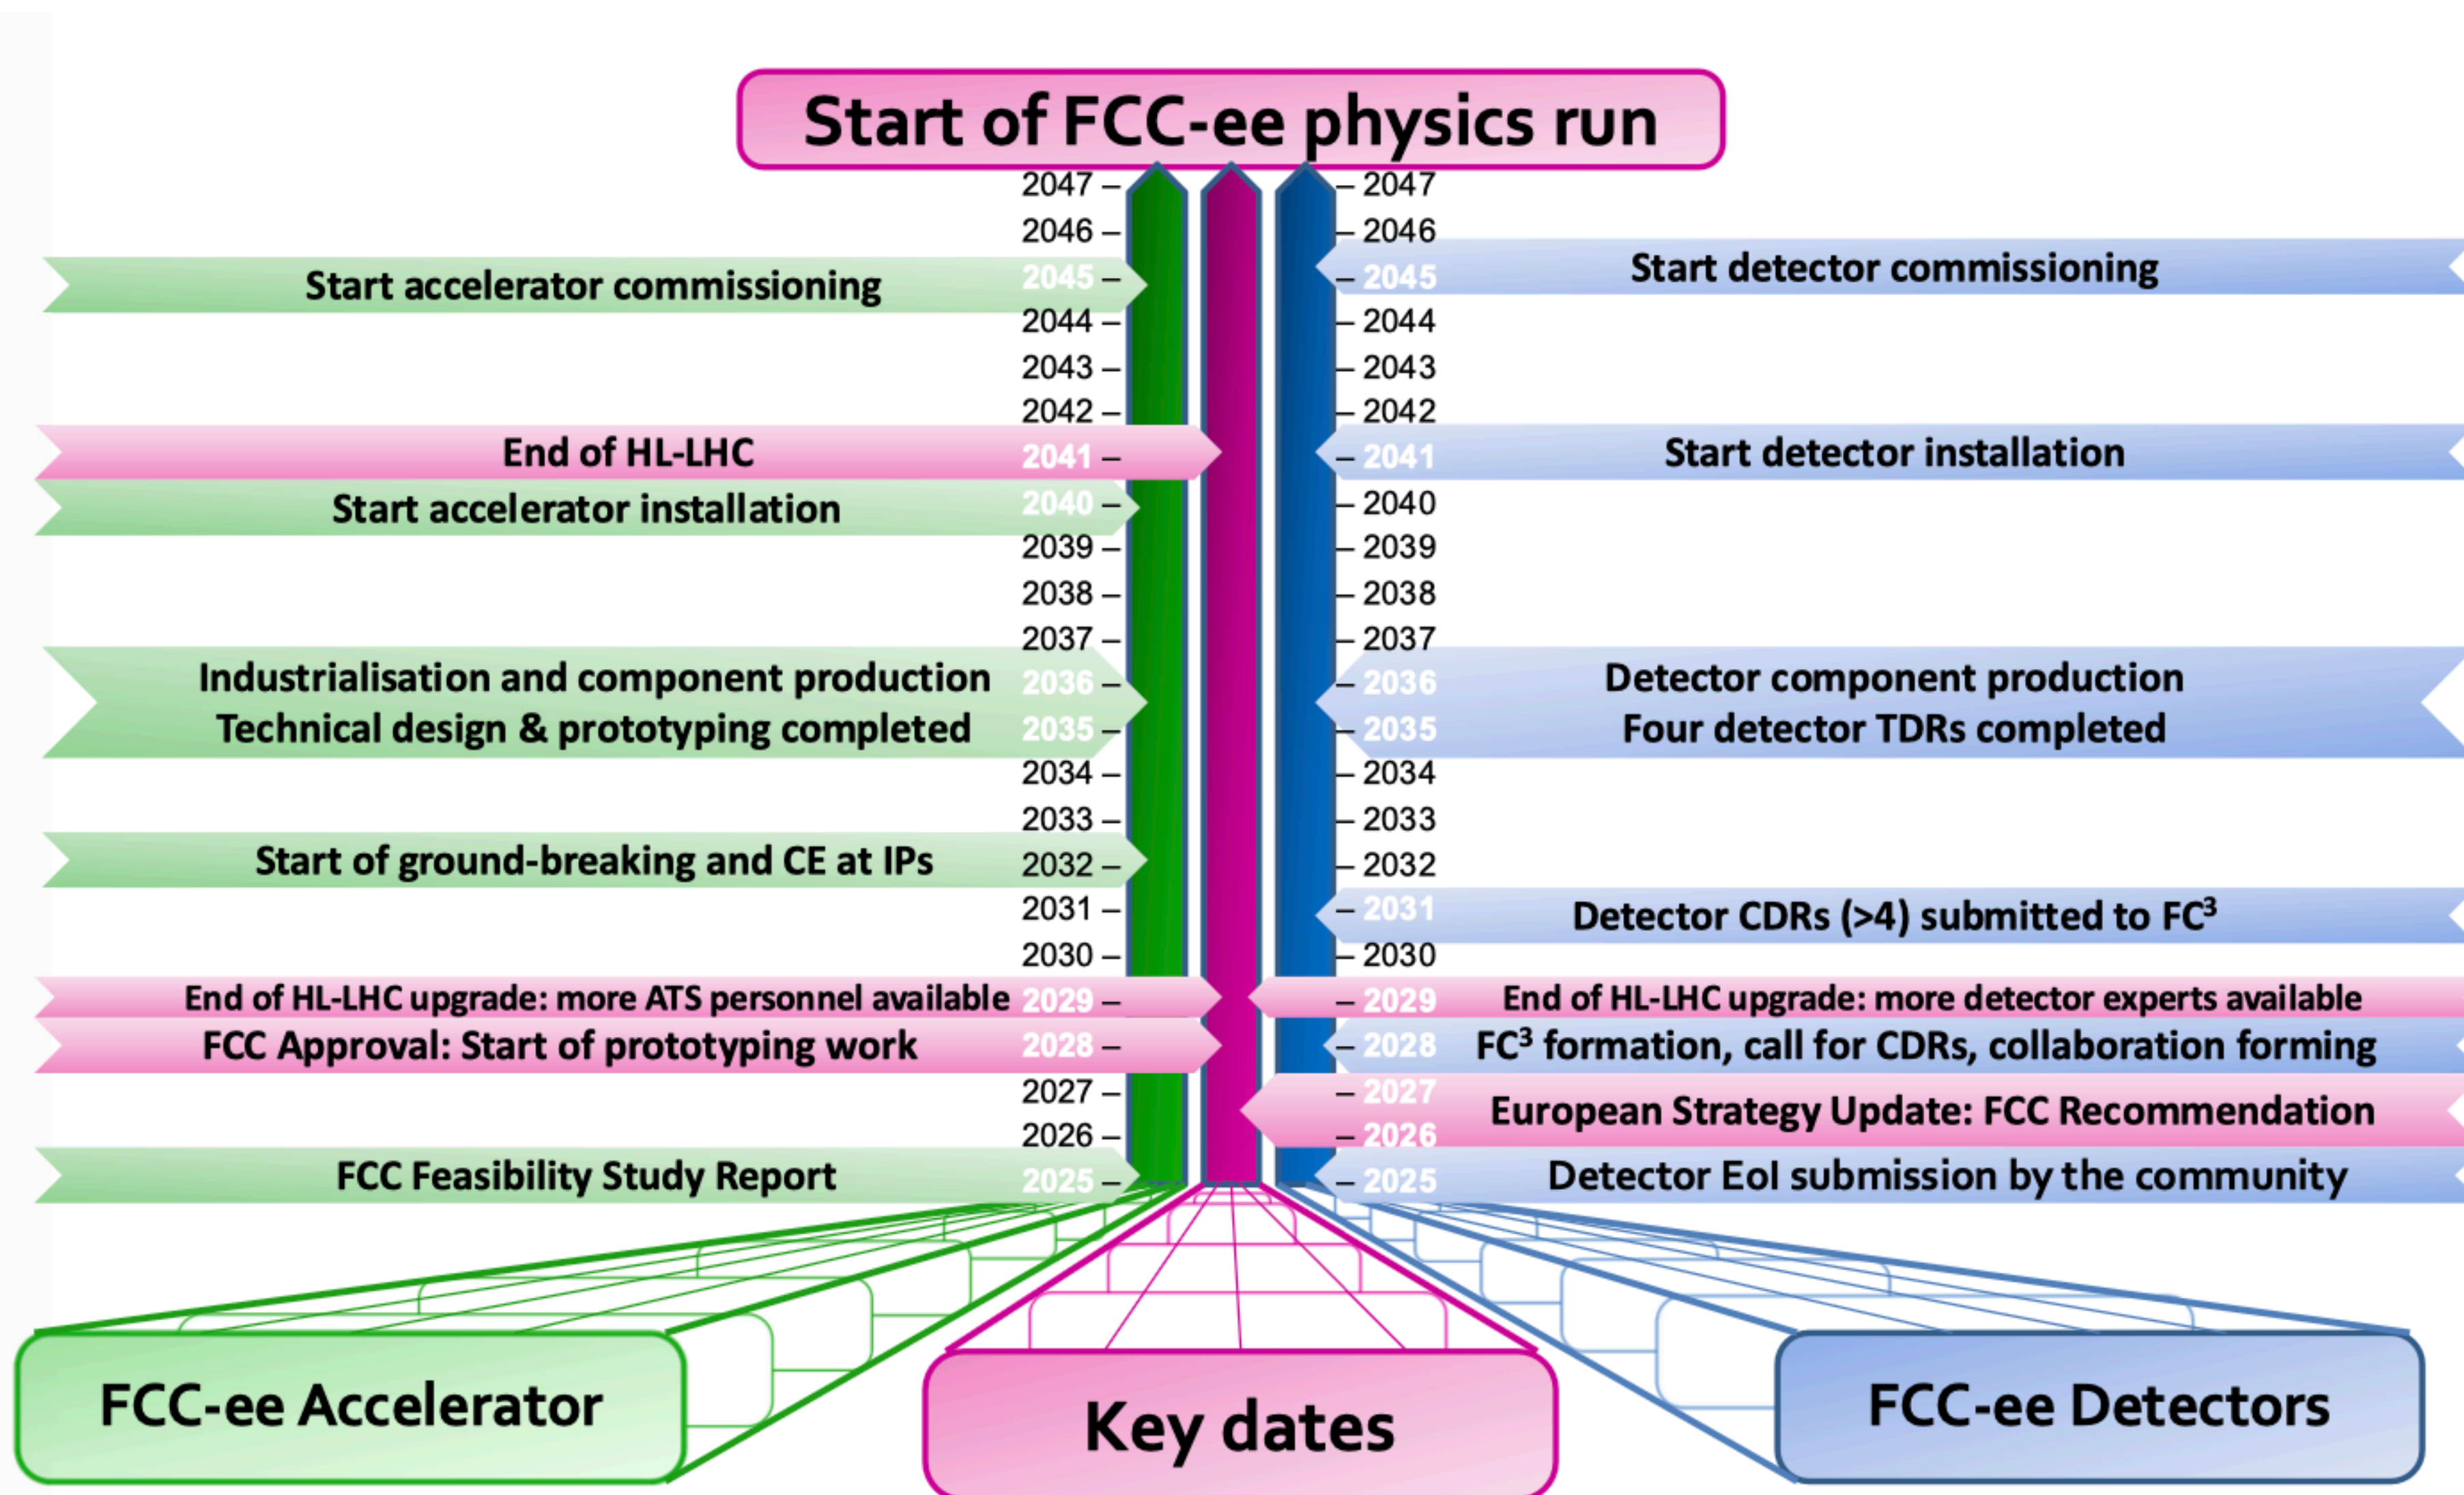 Start of FCC-ee physics run
2047 – – 2047
2046 – – 2046
Start accelerator commissioning 2045 – – 2045 Start detector commissioning
2044 – – 2044
2043 – – 2043
2042 – – 2042
End of HL-LHC 2041 – – 2041 Start detector installation
Start accelerator installation 2040 – – 2040
2039 – – 2039
2038 – – 2038
2037 – – 2037
Industrialisation and component production 2036 – – 2036 Detector component production
Technical design & prototyping completed 2035 – – 2035 Four detector TDRs completed
2034 – – 2034
2033 – – 2033
Start of ground-breaking and CE at IPs 2032 – – 2032
2031 – – 2031 Detector CDRs (>4) submitted to FC³
2030 – – 2030
End of HL-LHC upgrade: more ATS personnel available 2029 – – 2029 End of HL-LHC upgrade: more detector experts available
FCC Approval: Start of prototyping work 2028 – – 2028 FC³ formation, call for CDRs, collaboration forming
2027 – – 2027
European Strategy Update: FCC Recommendation
2026 – – 2026
FCC Feasibility Study Report 2025 – – 2025 Detector EoI submission by the community
FCC-ee Accelerator
Key dates
FCC-ee Detectors